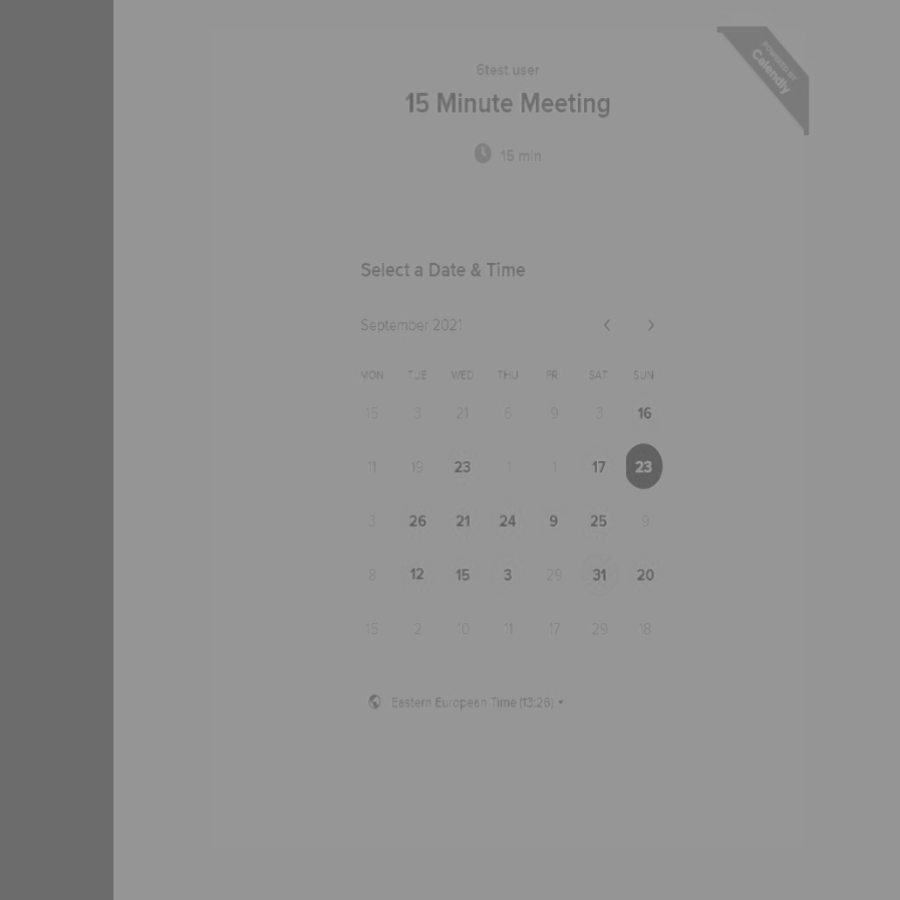 POWERED BY
Calendly
6test user
15 Minute Meeting
15 min
Select a Date & Time
September 2021
MON TUE WED THU FRI SAT SUN
15 3 21 6 9 3 16
11 19 23 1 1 17 23
3 26 21 24 9 25 9
8 12 15 3 29 31 20
15 2 10 11 17 29 18
Eastern European Time (13:26)